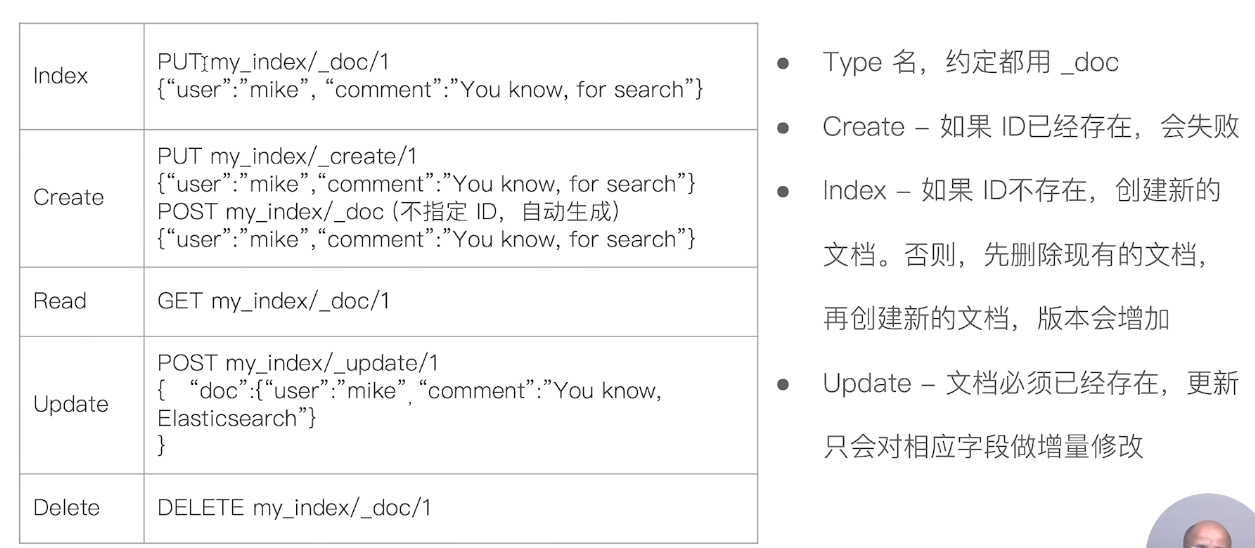 Index
PUT my_index/_doc/1
{“user”:”mike”, “comment”:”You know, for search”}
Create
PUT my_index/_create/1
{“user”:”mike”,“comment”:”You know, for search”}
POST my_index/_doc (不指定 ID，自动生成)
{“user”:”mike”,“comment”:”You know, for search”}
Read
GET my_index/_doc/1
Update
POST my_index/_update/1
{ “doc”:{“user”:”mike”, “comment”:”You know,
Elasticsearch”}
}
Delete
DELETE my_index/_doc/1
● Type 名，约定都用 _doc
● Create – 如果 ID已经存在，会失败
● Index – 如果 ID不存在，创建新的
文档。否则，先删除现有的文档，
再创建新的文档，版本会增加
● Update – 文档必须已经存在，更新
只会对相应字段做增量修改